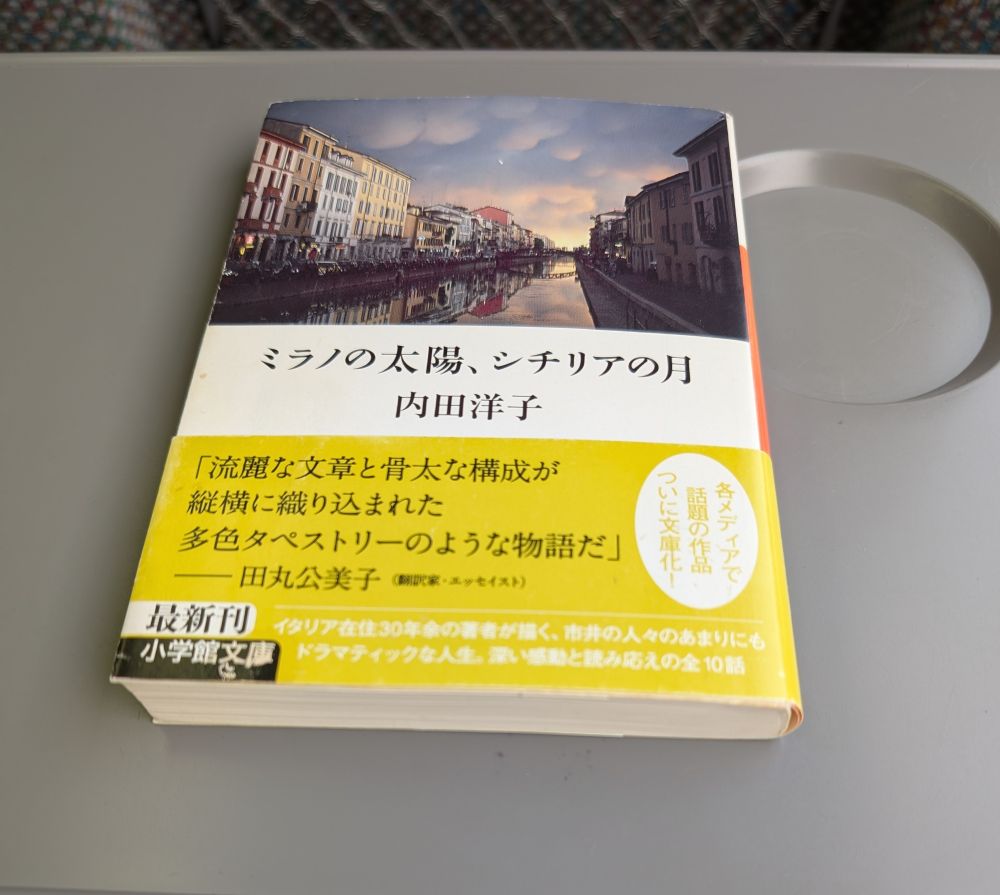 ミラノの太陽、シチリアの月
内田洋子
「流麗な文章と骨太な構成が
縦横に織り込まれた
多色タペストリーのような物語だ」
――田丸公美子（翻訳家・エッセイスト）
各メディアで
話題の作品
ついに文庫化！
最新刊
小学館文庫
イタリア在住30年余の著者が描く、市井の人々のあまりにも
ドラマティックな人生。深い感動と読み応えの全10話